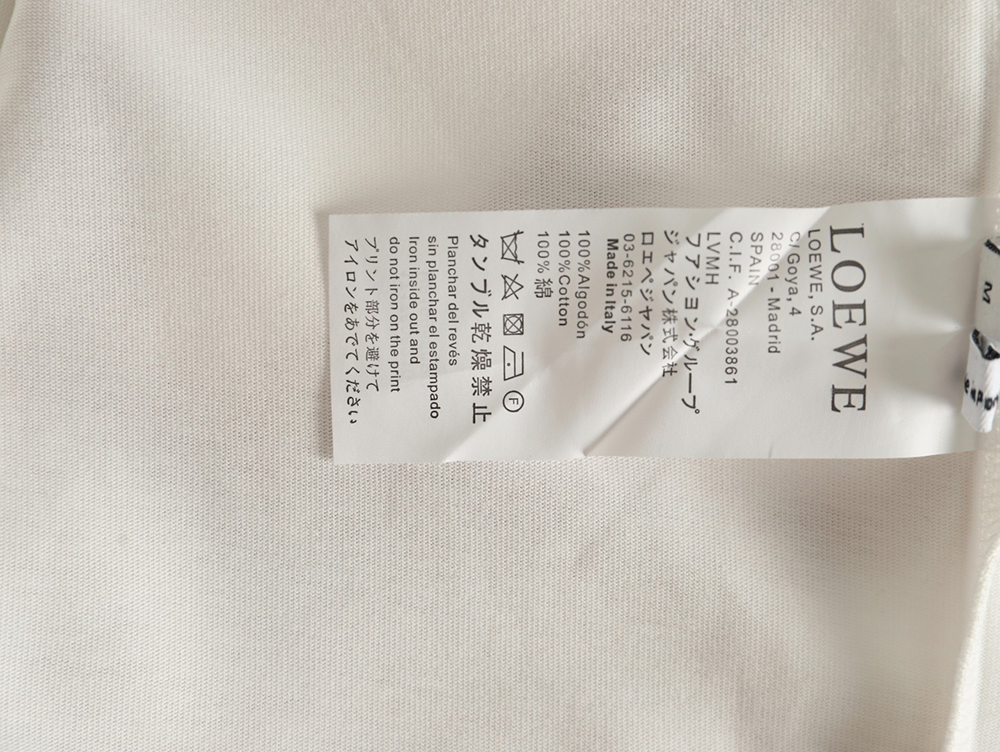 LOEWE
LOEWE, S.A.
C/Goya, 4
28001 - Madrid
SPAIN
C.I.F. A-28003861
LVMH
ファション・グループ
ジャパン株式会社
ロエベジャパン
03-6215-6116
Made in Italy
100%Algodón
100%Cotton
100%綿
F
タンブル乾燥禁止
Planchar del revés
sin planchar el estampado
Iron inside out and
do not iron on the print
プリント部分を避けて
アイロンをあでてください